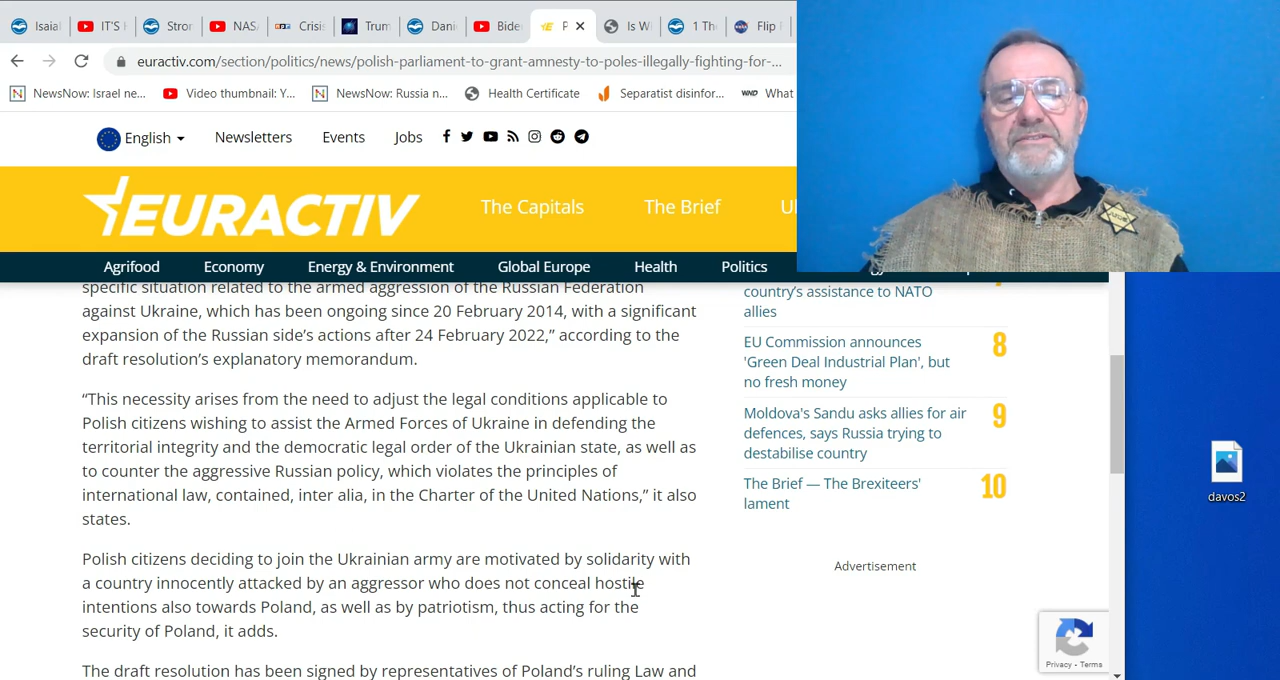 Isaial
IT'S I
Stror
NAS
Crisis
Trum
Dani
Bide
P
Is W
1 The
Flip
euractiv.com/section/politics/news/polish-parliament-to-grant-amnesty-to-poles-illegally-fighting-for-...
NewsNow: Israel ne...
Video thumbnail: Y...
NewsNow: Russia n...
Health Certificate
Separatist disinfor...
WND
What
English
Newsletters
Events
Jobs
EURACTIV
The Capitals
The Brief
Agrifood
Economy
Energy & Environment
Global Europe
Health
Politics
specific situation related to the armed aggression of the Russian Federation
against Ukraine, which has been ongoing since 20 February 2014, with a significant
expansion of the Russian side's actions after 24 February 2022,” according to the
draft resolution's explanatory memorandum.
“This necessity arises from the need to adjust the legal conditions applicable to
Polish citizens wishing to assist the Armed Forces of Ukraine in defending the
territorial integrity and the democratic legal order of the Ukrainian state, as well as
to counter the aggressive Russian policy, which violates the principles of
international law, contained, inter alia, in the Charter of the United Nations,” it also
states.
Polish citizens deciding to join the Ukrainian army are motivated by solidarity with
a country innocently attacked by an aggressor who does not conceal hostile
intentions also towards Poland, as well as by patriotism, thus acting for the
security of Poland, it adds.
The draft resolution has been signed by representatives of Poland's ruling Law and
country's assistance to NATO
allies
EU Commission announces
'Green Deal Industrial Plan', but
no fresh money
8
Moldova's Sandu asks allies for air
defences, says Russia trying to
destabilise country
9
The Brief — The Brexiteers'
lament
10
Advertisement
Privacy - Terms
davos2